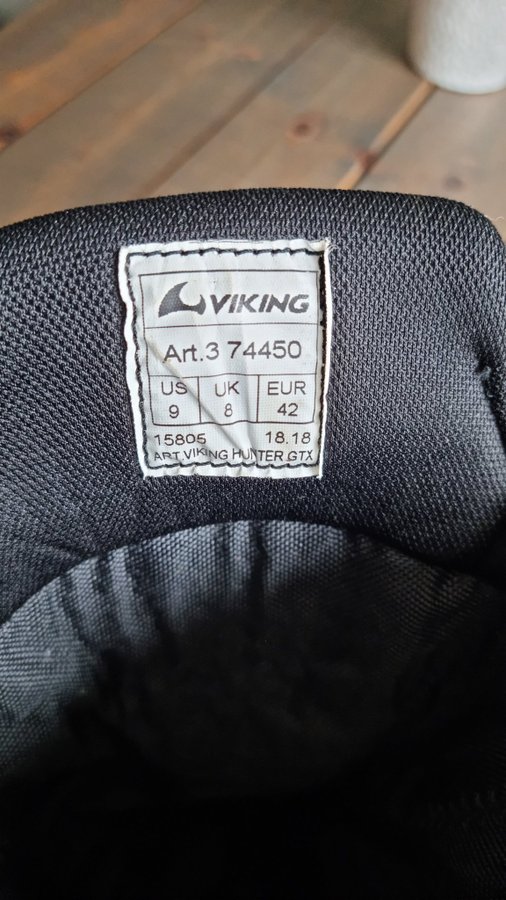 VIKING
Art.3 74450
US UK EUR
9 8 42
15805 18.18
ART.VIKING HUNTER GTX